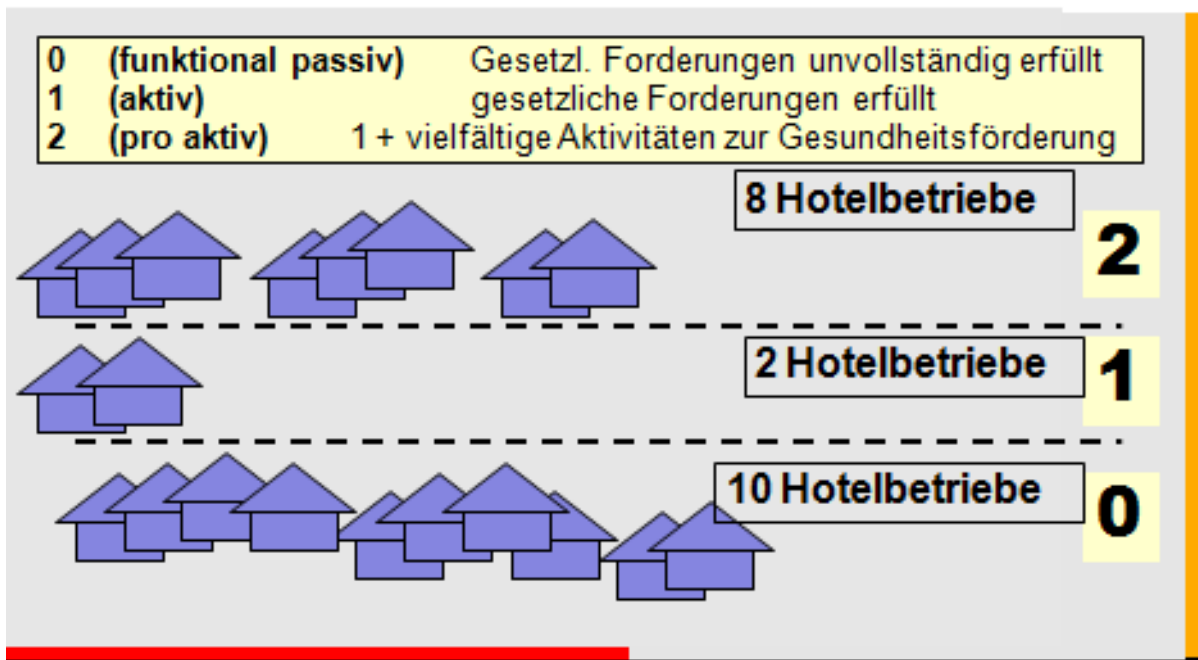 0 (funktional passiv) Gesetzl. Forderungen unvollständig erfüllt
1 (aktiv) gesetzliche Forderungen erfüllt
2 (pro aktiv) 1 + vielfältige Aktivitäten zur Gesundheitsförderung
8 Hotelbetriebe
2
2 Hotelbetriebe
1
10 Hotelbetriebe
0